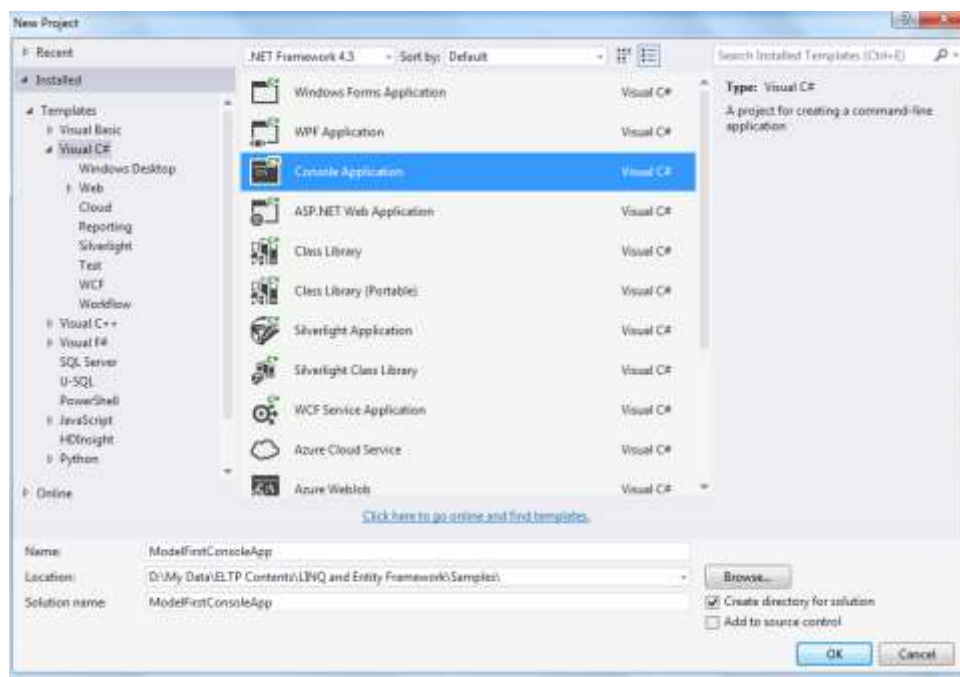 New Project
Recent
.NET Framework 4.5
Sort by: Default
Search Installed Templates (Ctrl+E)
Installed
Templates
Visual Basic
Visual C#
Windows Desktop
Web
Cloud
Reporting
Silverlight
Test
WCF
Workflow
Visual C++
Visual F#
SQL Server
U-SQL
PowerShell
JavaScript
HDInsight
Python
Online
Windows Forms Application Visual C#
WPF Application Visual C#
Console Application Visual C#
ASP.NET Web Application Visual C#
Class Library Visual C#
Class Library (Portable) Visual C#
Silverlight Application Visual C#
Silverlight Class Library Visual C#
WCF Service Application Visual C#
Azure Cloud Service Visual C#
Azure WebJob Visual C#
Type: Visual C#
A project for creating a command-line
application
Click here to go online and find templates.
Name: ModelFirstConsoleApp
Location: D:\My Data\ELTP Contents\LINQ and Entity Framework\Samples\
Browse...
Solution name: ModelFirstConsoleApp
Create directory for solution
Add to source control
OK Cancel